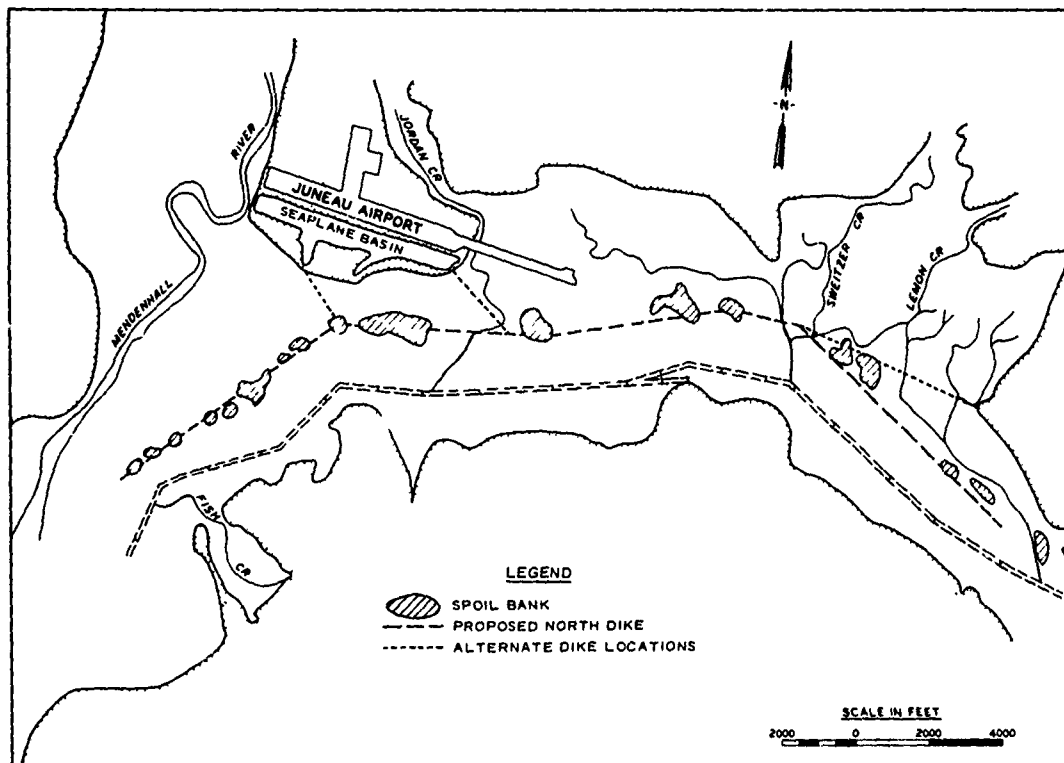 N
MENDENHALL
RIVER
JORDAN CR
JUNEAU AIRPORT
SEAPLANE BASIN
SWEITZER CR
LEMON CR
FISH
CR
LEGEND
SPOIL BANK
PROPOSED NORTH DIKE
ALTERNATE DIKE LOCATIONS
SCALE IN FEET
2000 0 2000 4000